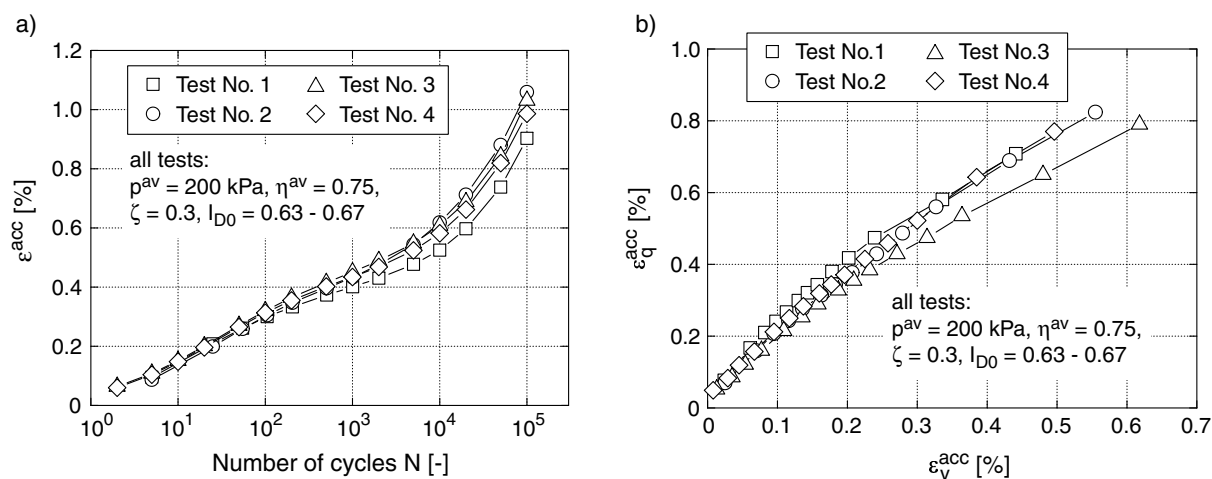 a)
1.2
1.0
0.8
0.6
0.4
0.2
0
10^0 10^1 10^2 10^3 10^4 10^5
ε^acc [%]
Number of cycles N [-]
Test No. 1
Test No. 2
Test No. 3
Test No. 4
all tests:
p^av = 200 kPa, η^av = 0.75,
ζ = 0.3, I_D0 = 0.63 - 0.67
b)
1.0
0.8
0.6
0.4
0.2
0
0 0.1 0.2 0.3 0.4 0.5 0.6 0.7
ε_q^acc [%]
ε_v^acc [%]
Test No.1
Test No.2
Test No.3
Test No.4
all tests:
p^av = 200 kPa, η^av = 0.75,
ζ = 0.3, I_D0 = 0.63 - 0.67